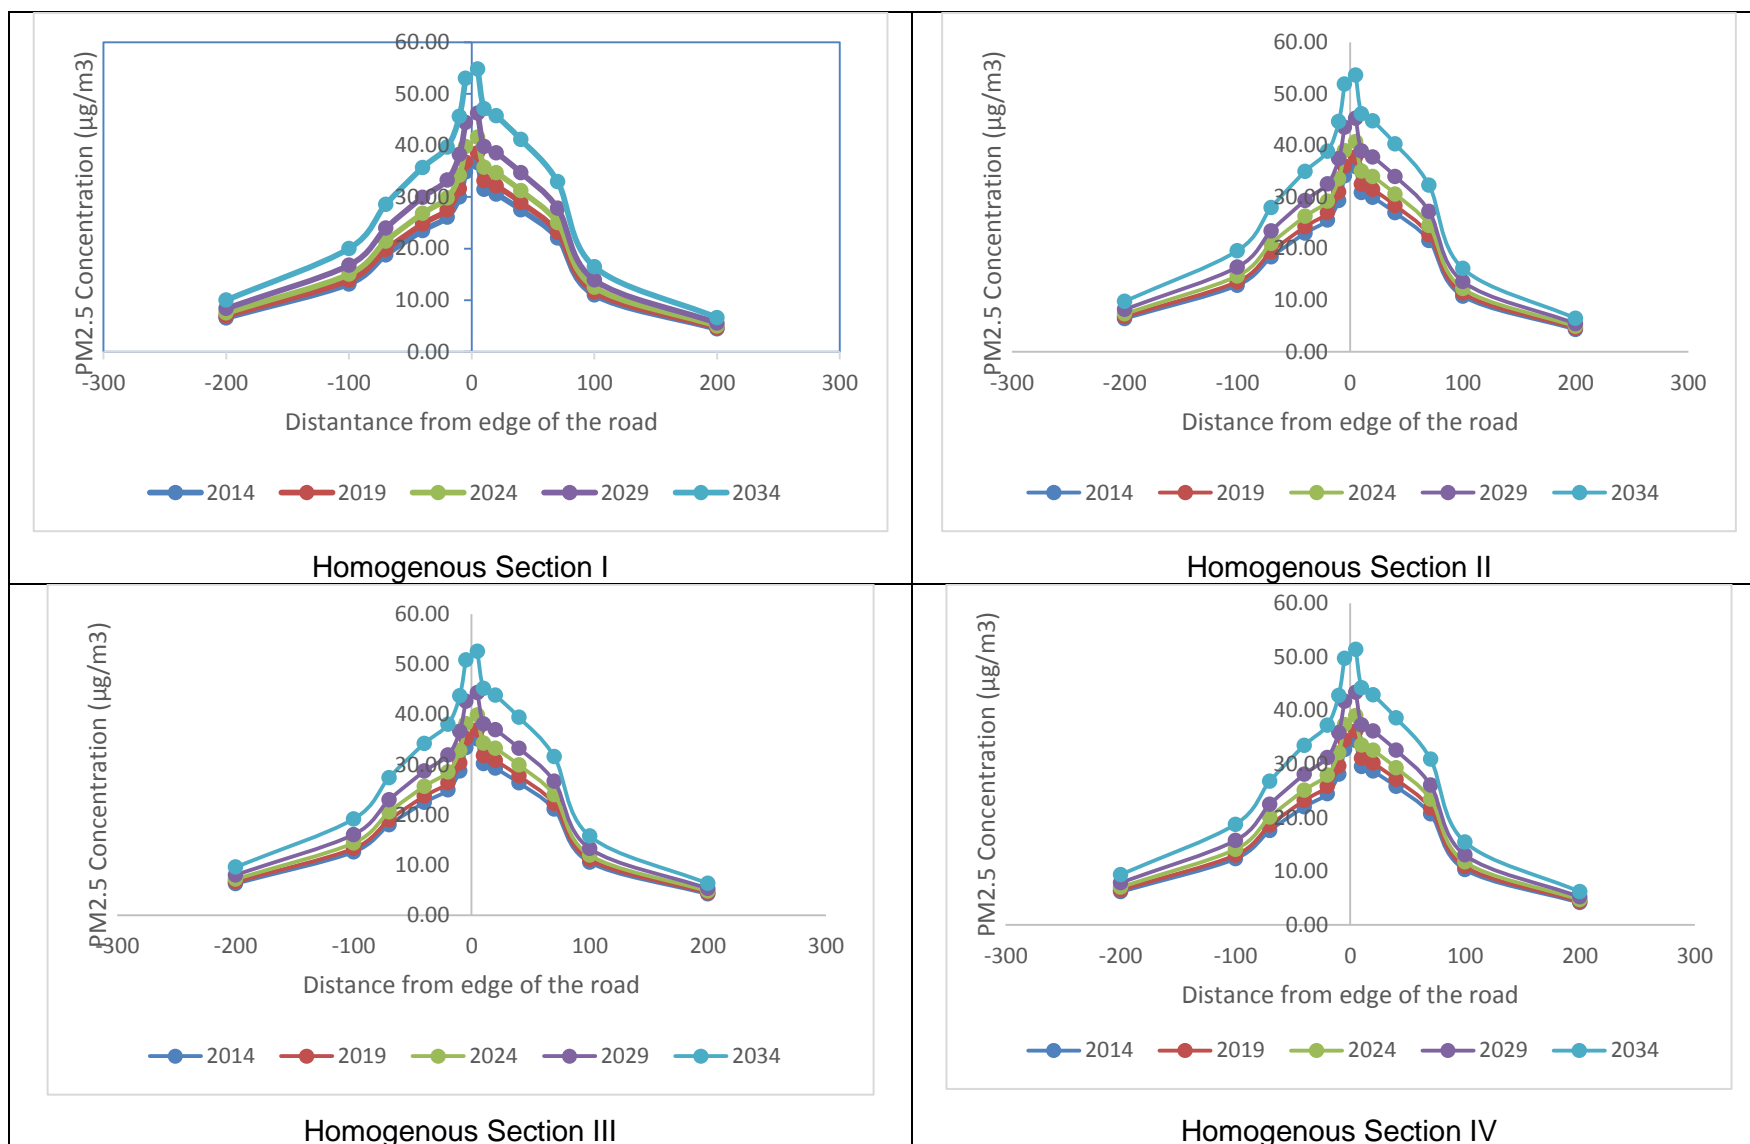 PM2.5 Concentration (µg/m3)
60.00
50.00
40.00
30.00
20.00
10.00
0.00
-300 -200 -100 0 100 200 300
Distantance from edge of the road
2014 2019 2024 2029 2034
Homogenous Section I
PM2.5 Concentration (µg/m3)
60.00
50.00
40.00
30.00
20.00
10.00
0.00
-300 -200 -100 0 100 200 300
Distance from edge of the road
2014 2019 2024 2029 2034
Homogenous Section II
PM2.5 Concentration (µg/m3)
60.00
50.00
40.00
30.00
20.00
10.00
0.00
-300 -200 -100 0 100 200 300
Distance from edge of the road
2014 2019 2024 2029 2034
Homogenous Section III
PM2.5 Concentration (µg/m3)
60.00
50.00
40.00
30.00
20.00
10.00
0.00
-300 -200 -100 0 100 200 300
Distance from edge of the road
2014 2019 2024 2029 2034
Homogenous Section IV